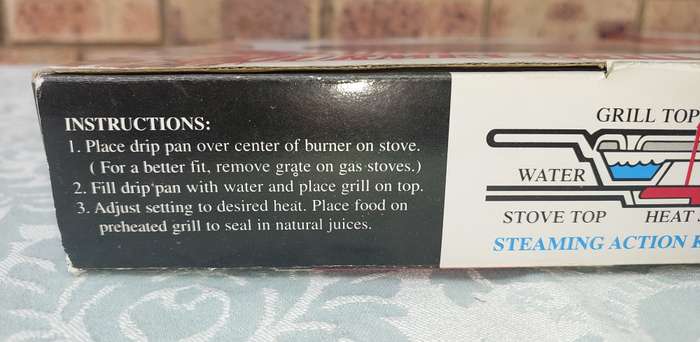 INSTRUCTIONS:
1. Place drip pan over center of burner on stove.
( For a better fit, remove grate on gas stoves.)
2. Fill drip pan with water and place grill on top.
3. Adjust setting to desired heat. Place food on
preheated grill to seal in natural juices.
GRILL TOP
WATER
STOVE TOP HEAT
STEAMING ACTION